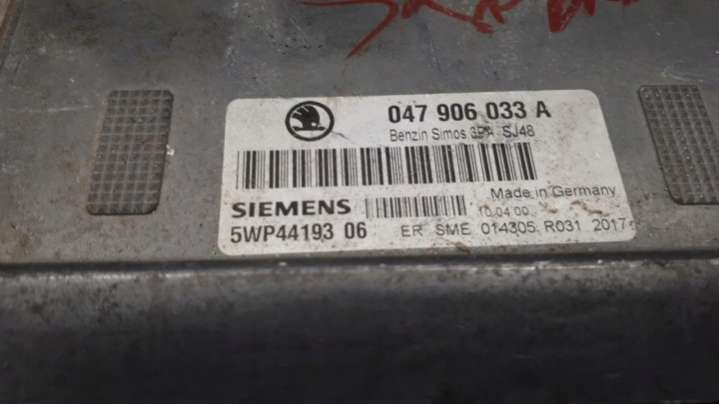 047 906 033 A
Benzin Simos 3PA SJ48
Made in Germany
SIEMENS 10.04.00
5WP44193 06 ER SME 014305 R031 2017